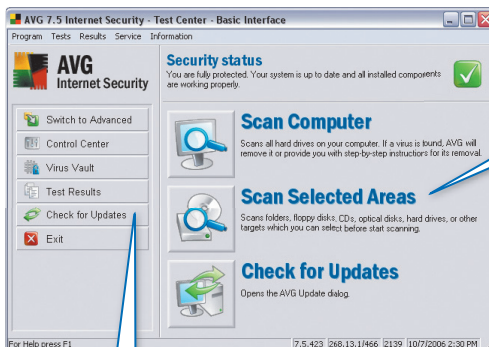 AVG 7.5 Internet Security - Test Center - Basic Interface
Program Tests Results Service Information
AVG
Internet Security
Security status
You are fully protected. Your system is up to date and all installed components
are working properly.
Switch to Advanced
Control Center
Virus Vault
Test Results
Check for Updates
Exit
Scan Computer
Scans all hard drives on your computer. If a virus is found, AVG will
remove it or provide you with step-by-step instructions for its removal.
Scan Selected Areas
Scans folders, floppy disks, CDs, optical disks, hard drives, or other
targets which you can select before start scanning.
Check for Updates
Opens the AVG Update dialog.
For Help press F1
7.5.423 268.13.1/466 2139 10/7/2006 2:30 PM